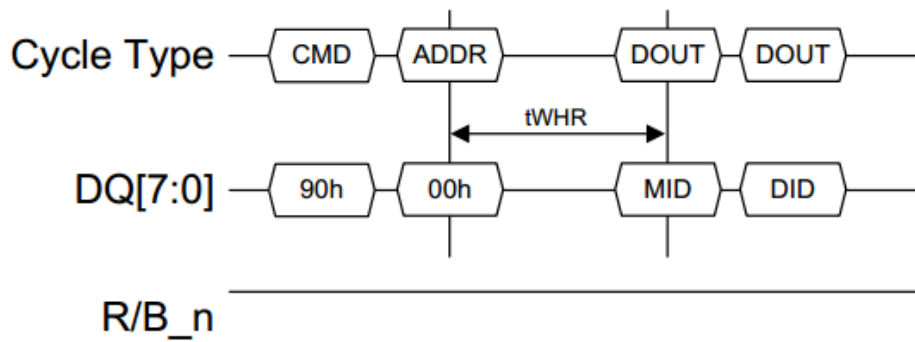 Cycle Type CMD ADDR DOUT DOUT
tWHR
DQ[7:0] 90h 00h MID DID
R/B_n